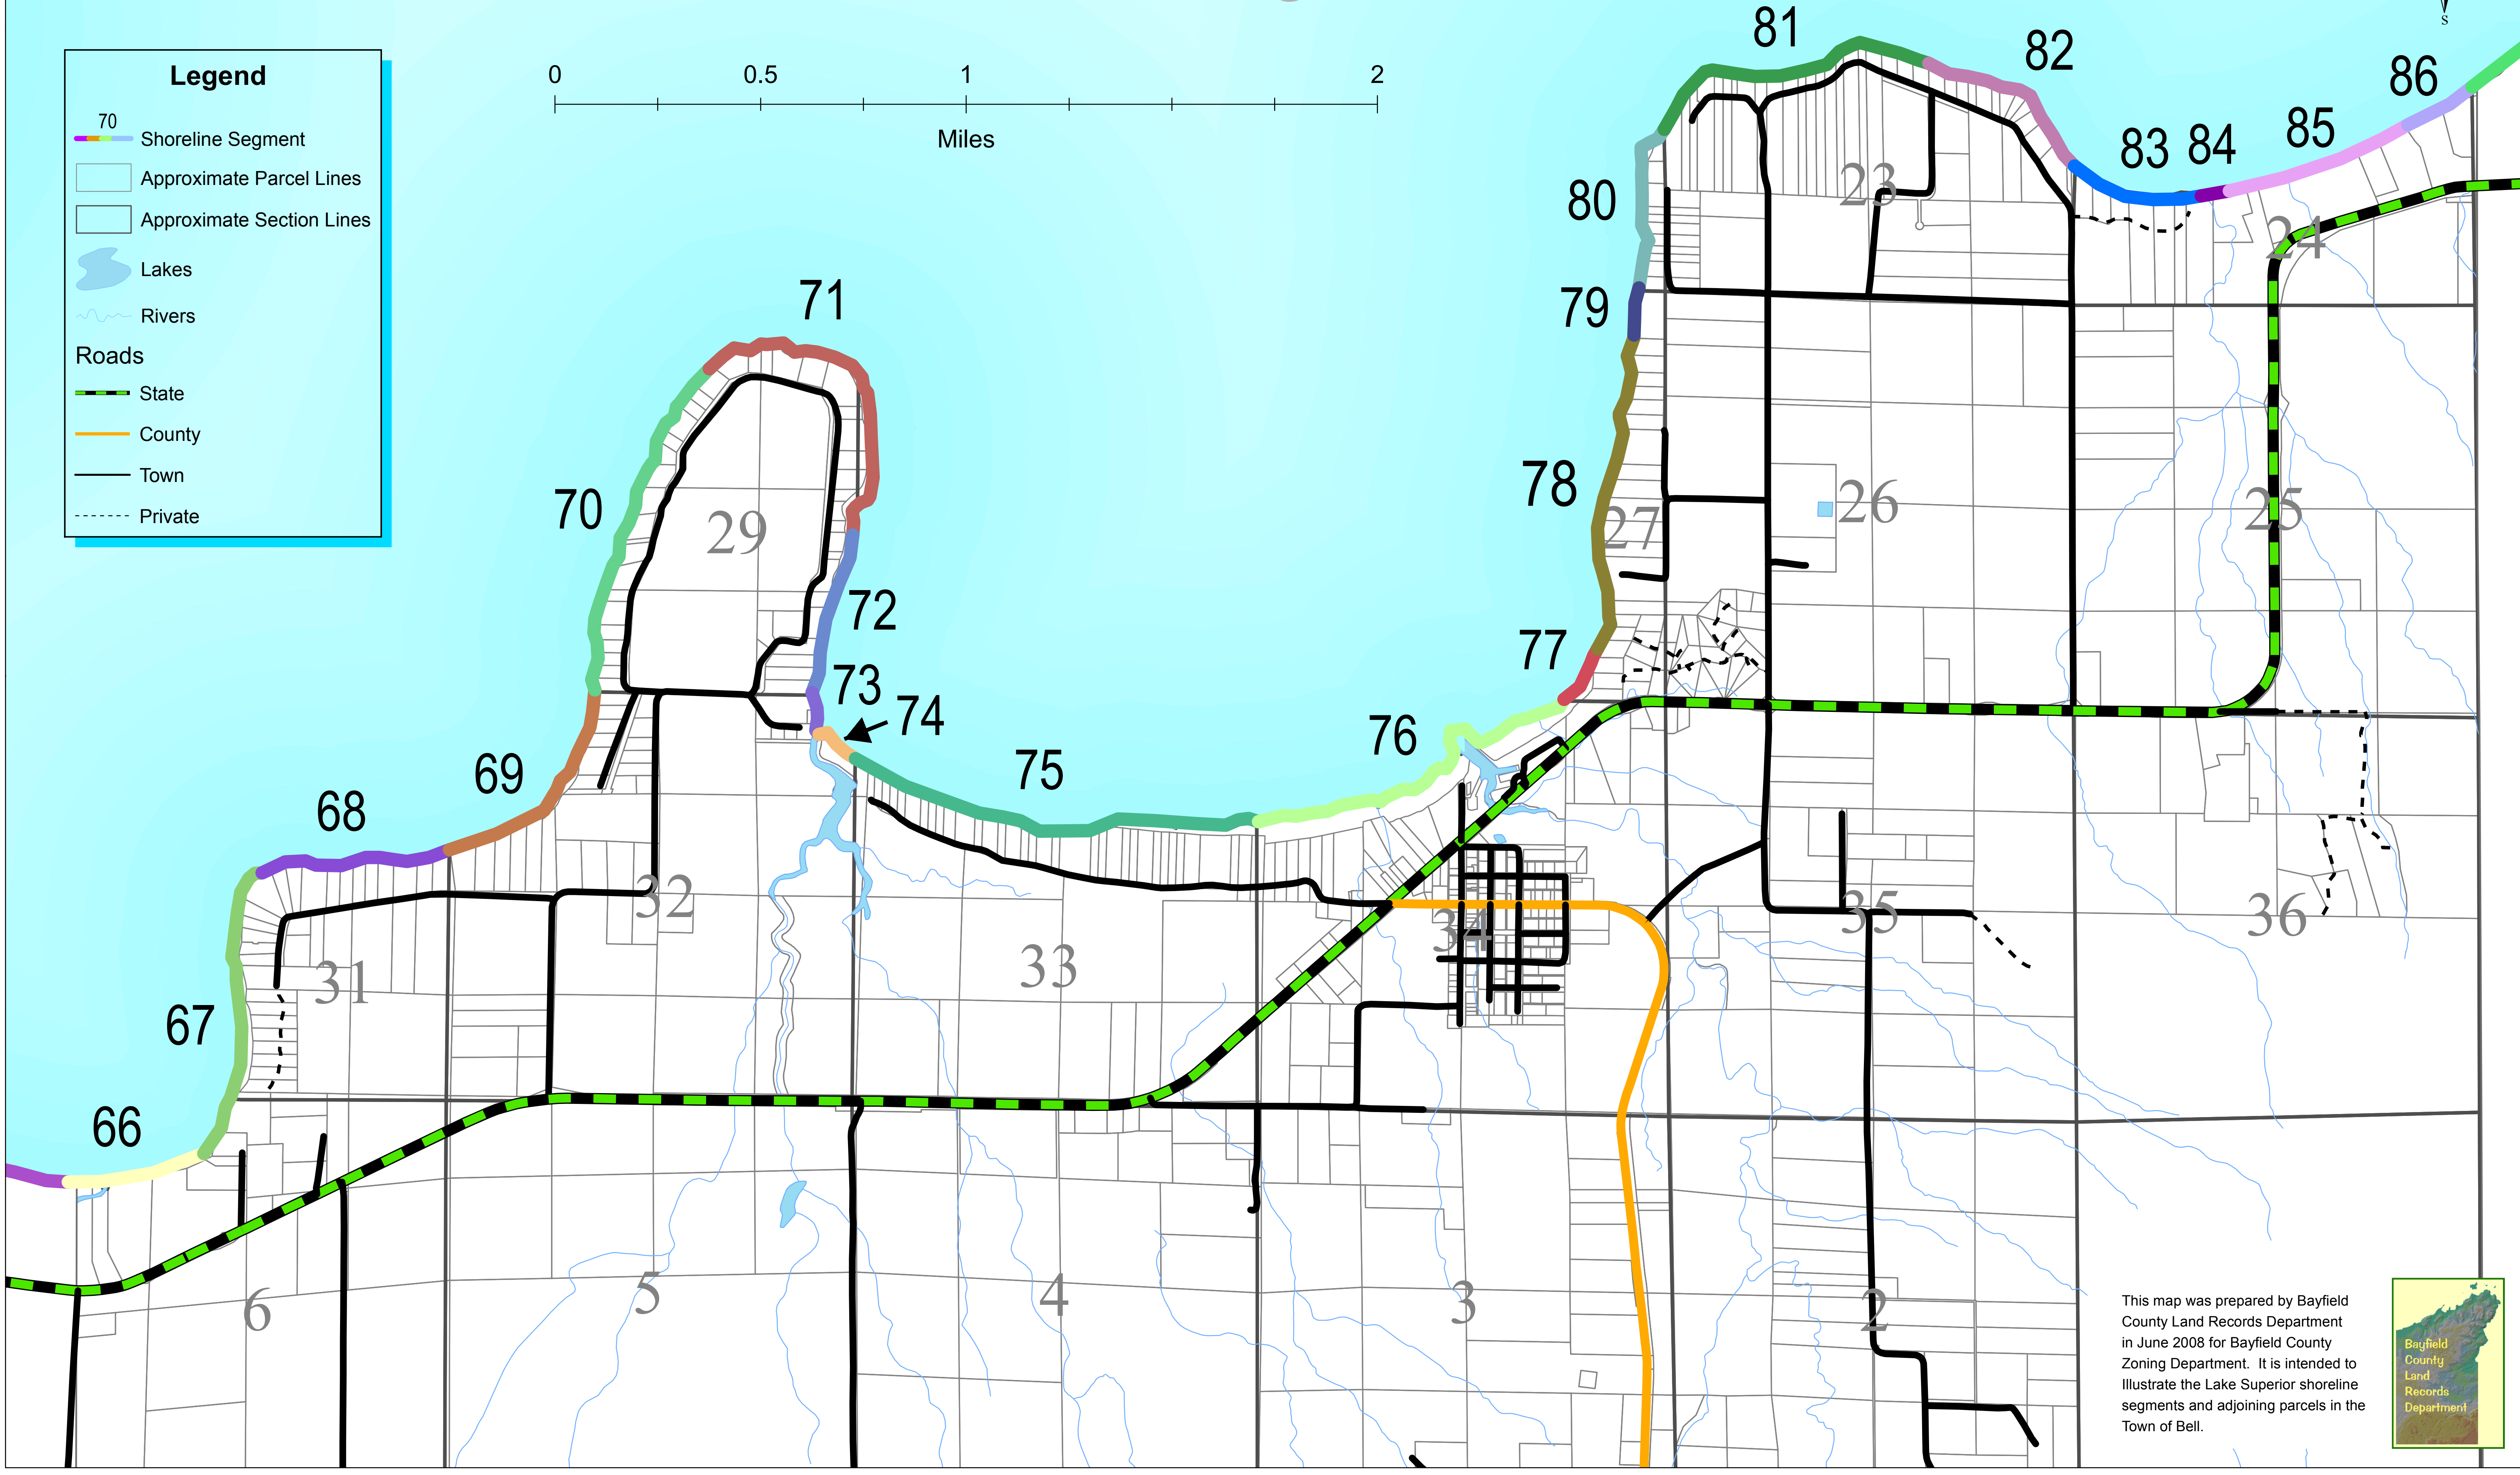 S
Legend
70
Shoreline Segment
Approximate Parcel Lines
Approximate Section Lines
Lakes
Rivers
Roads
State
County
Town
Private
0 0.5 1 2
Miles
81
82
86
85
83 84
80
23
24
79
71
70
29
78
27
26
25
72
77
73
74
76
75
69
68
32
31
33
34
35
36
67
66
6
5
4
3
2
This map was prepared by Bayfield
County Land Records Department
in June 2008 for Bayfield County
Zoning Department. It is intended to
Illustrate the Lake Superior shoreline
segments and adjoining parcels in the
Town of Bell.
Bayfield
County
Land
Records
Department